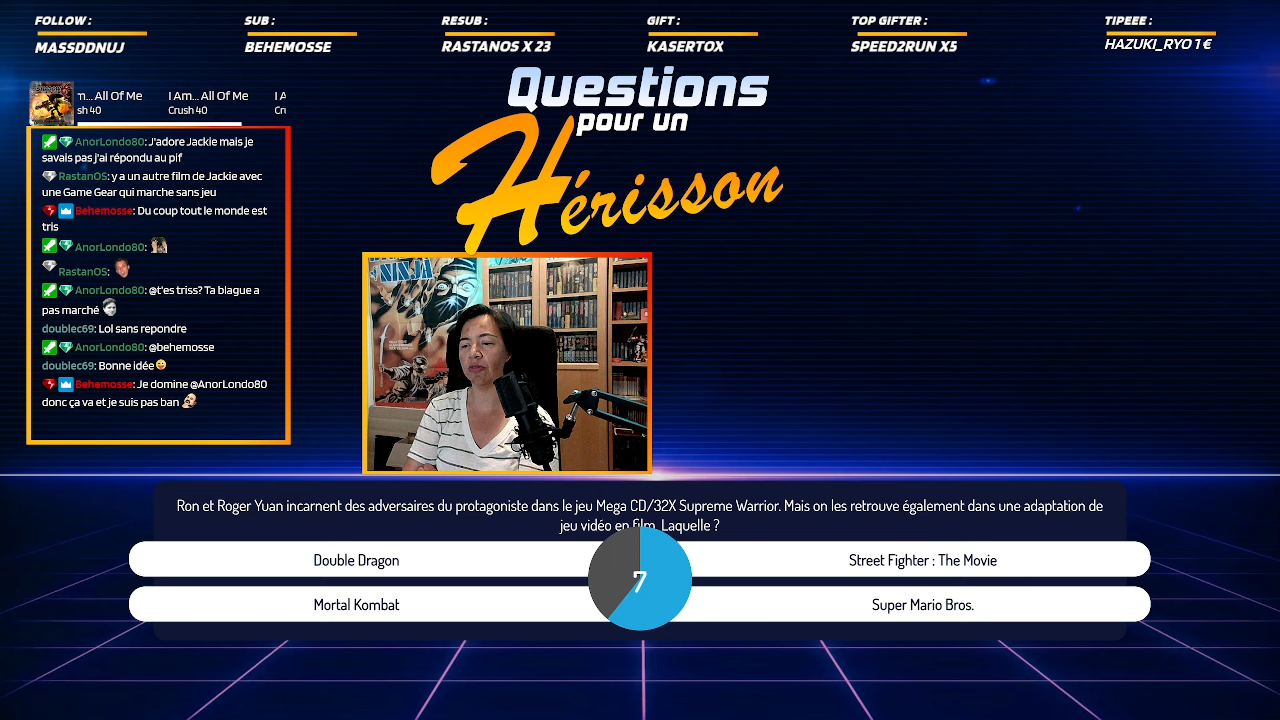 FOLLOW :
MASSDDNUJ
SUB :
BEHEMOSSE
RESUB :
RASTANOS X 23
GIFT :
KASERTOX
TOP GIFTER :
SPEED2RUN X5
TIPEEE :
HAZUKI_RYO 1 €
m... All Of Me I Am... All Of Me I A
sh 40 Crush 40 Cr
Questions
pour un
Hérisson
AnorLondo80: J'adore Jackie mais je
savais pas j'ai répondu au pif
RastanOS: y a un autre film de Jackie avec
une Game Gear qui marche sans jeu
Behemosse: Du coup tout le monde est
tris
AnorLondo80:
RastanOS:
AnorLondo80: @t'es triss? Ta blague a
pas marché
doublec69: Lol sans repondre
AnorLondo80: @behemosse
doublec69: Bonne idée
Behemosse: Je domine @AnorLondo80
donc ça va et je suis pas ban
NINJA
Ron et Roger Yuan incarnent des adversaires du protagoniste dans le jeu Mega CD/32X Supreme Warrior. Mais on les retrouve également dans une adaptation de
jeu vidéo en film. Laquelle ?
Double Dragon
Street Fighter : The Movie
7
Mortal Kombat
Super Mario Bros.